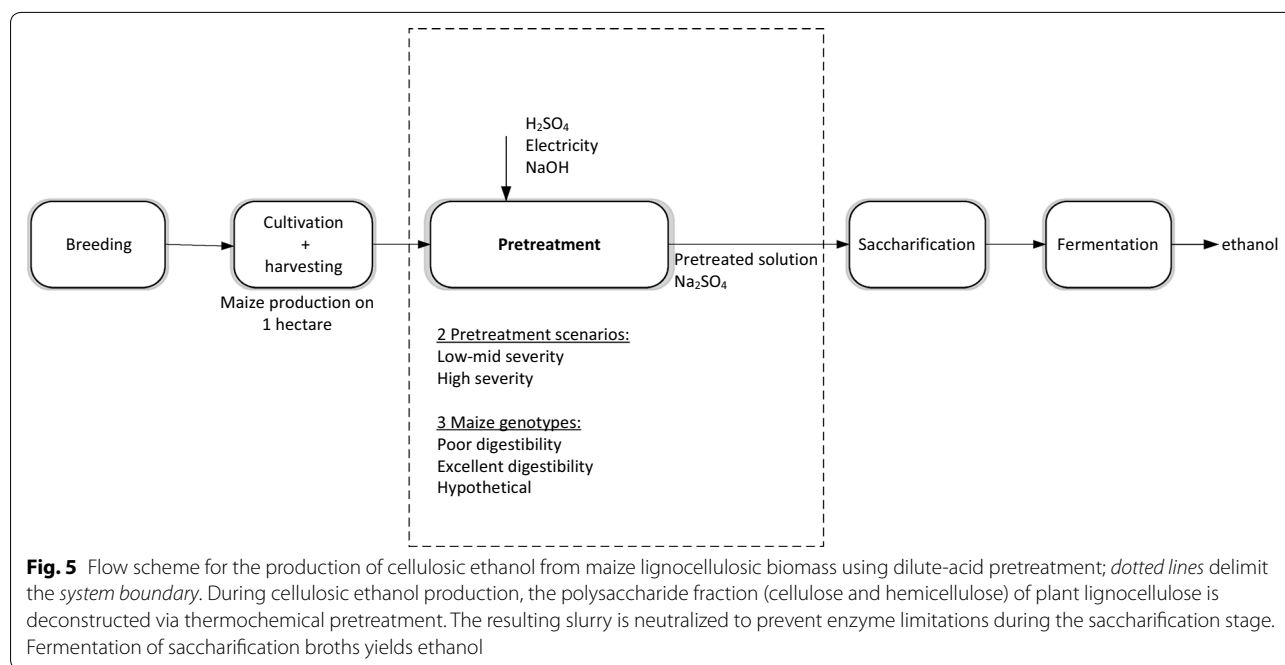 H₂SO₄
Electricity
NaOH
Breeding
Cultivation
+
harvesting
Maize production on
1 hectare
Pretreatment
Pretreated solution
Na₂SO₄
Saccharification
Fermentation
ethanol
2 Pretreatment scenarios:
Low-mid severity
High severity
3 Maize genotypes:
Poor digestibility
Excellent digestibility
Hypothetical
Fig. 5 Flow scheme for the production of cellulosic ethanol from maize lignocellulosic biomass using dilute-acid pretreatment; dotted lines delimit
the system boundary. During cellulosic ethanol production, the polysaccharide fraction (cellulose and hemicellulose) of plant lignocellulose is
deconstructed via thermochemical pretreatment. The resulting slurry is neutralized to prevent enzyme limitations during the saccharification stage.
Fermentation of saccharification broths yields ethanol